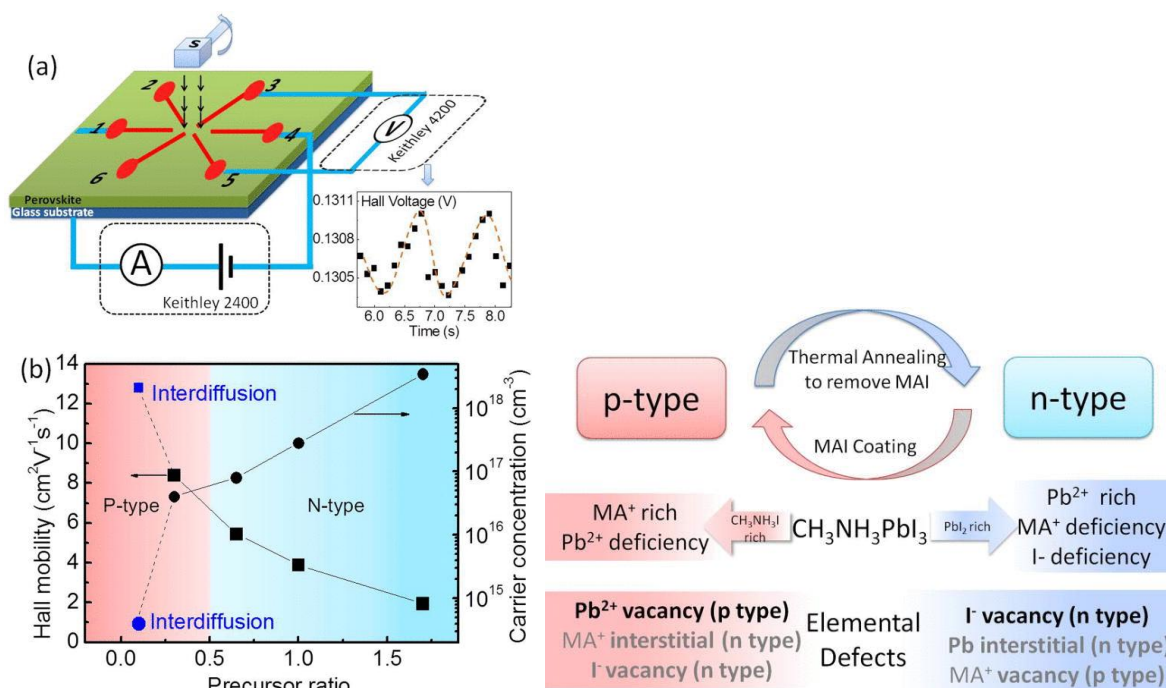 (a)
S
2
3
1
4
6
5
V
Keithley 4200
Perovskite
Glass substrate
A
Keithley 2400
Hall Voltage (V)
0.1311
0.1308
0.1305
6.0 6.5 7.0 7.5 8.0
Time (s)
(b)
Hall mobility (cm²V⁻¹s⁻¹)
14
12
10
8
6
4
2
0
Interdiffusion
P-type
N-type
Interdiffusion
10¹⁸
10¹⁷
10¹⁶
10¹⁵
Carrier concentration (cm⁻³)
0.0 0.5 1.0 1.5
Precursor ratio
p-type
Thermal Annealing
to remove MAI
MAI Coating
n-type
MA⁺ rich
Pb²⁺ deficiency
CH₃NH₃I
rich
CH₃NH₃PbI₃
PbI₂ rich
Pb²⁺ rich
MA⁺ deficiency
I- deficiency
Pb²⁺ vacancy (p type)
MA⁺ interstitial (n type)
I⁻ vacancy (n type)
Elemental
Defects
I⁻ vacancy (n type)
Pb interstitial (n type)
MA⁺ vacancy (p type)